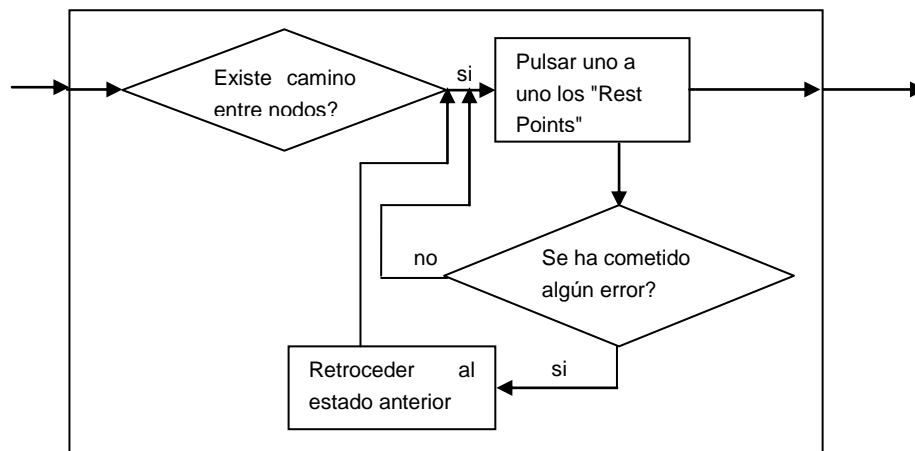 Existe camino
entre nodos?
si
Pulsar uno a
uno los "Rest
Points"
no
Se ha cometido
algún error?
si
Retroceder al
estado anterior